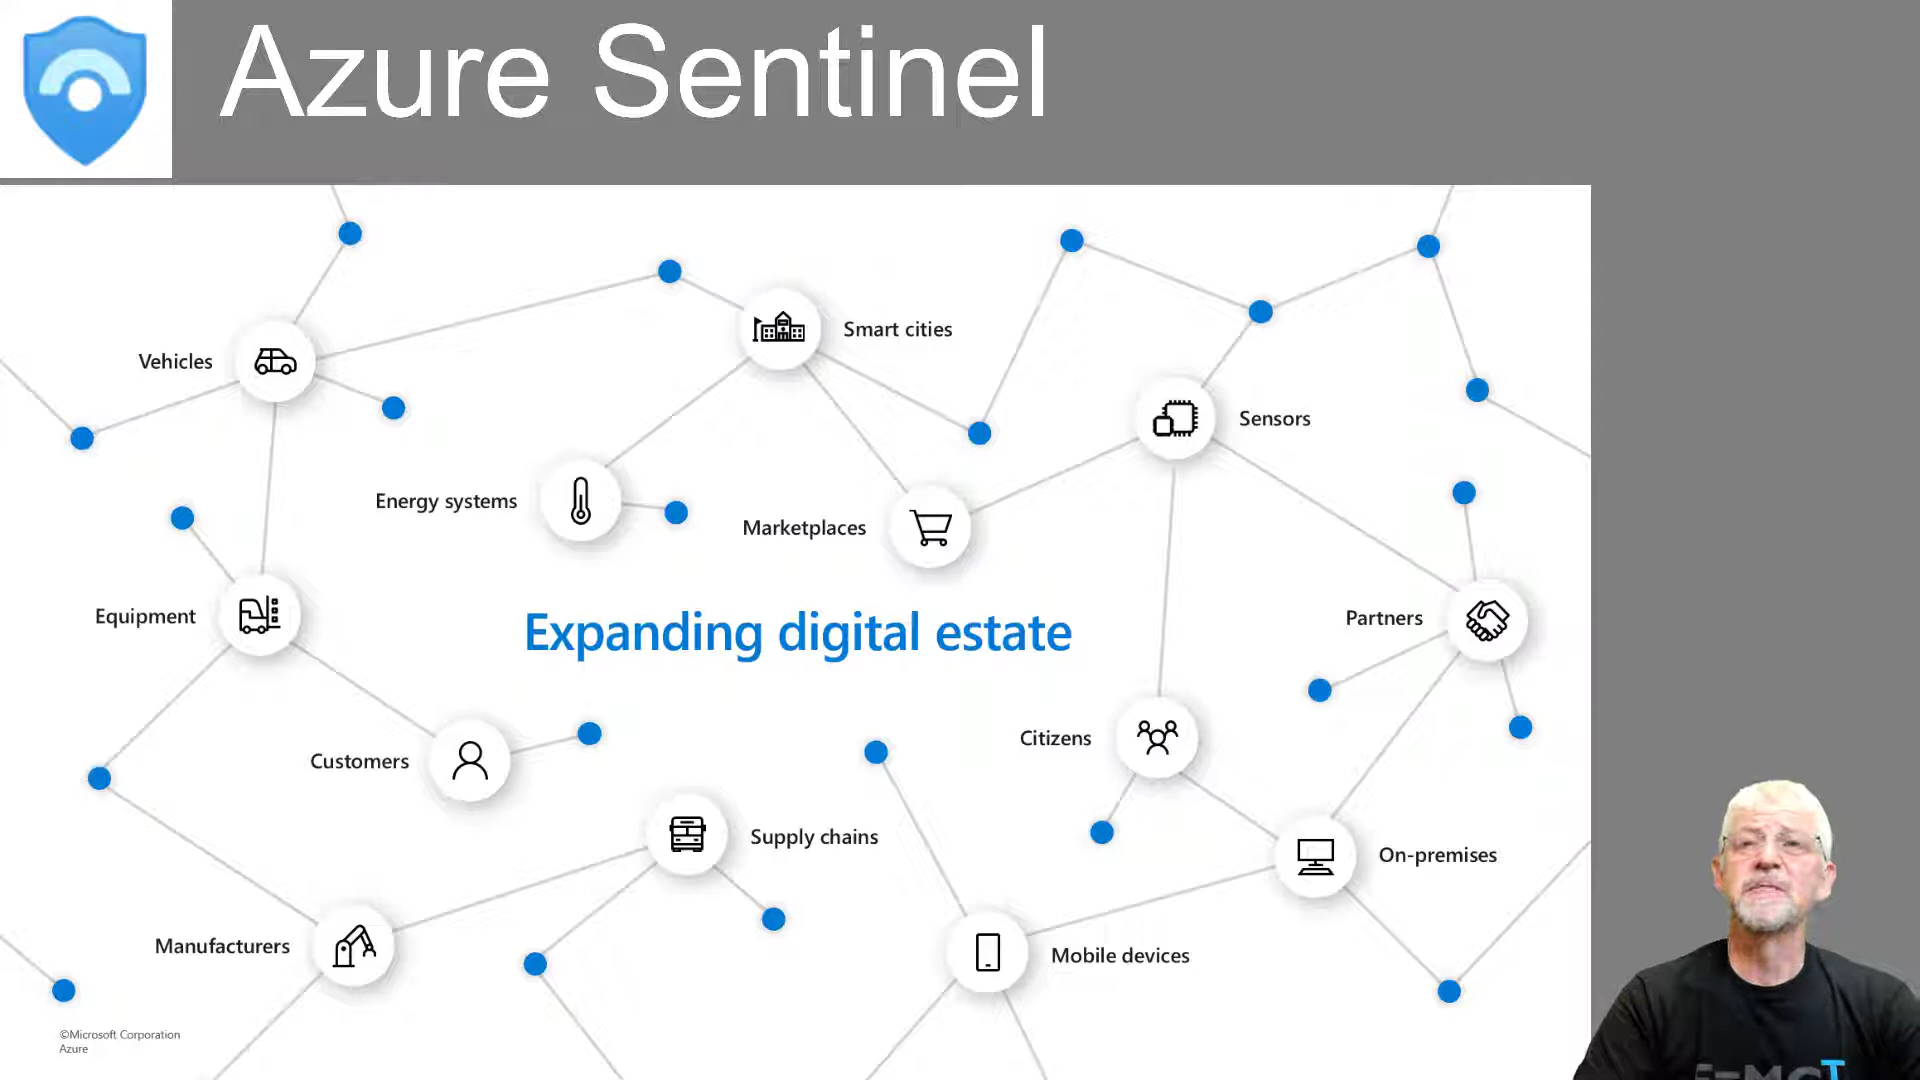 Azure Sentinel
Smart cities
Vehicles
Sensors
Energy systems
Marketplaces
Equipment
Partners
Expanding digital estate
Citizens
Customers
Supply chains
On-premises
Manufacturers
Mobile devices
©Microsoft Corporation
Azure